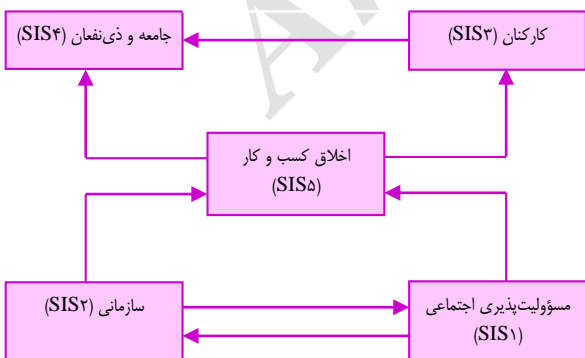 کارکنان (SIS۳)
جامعه و ذی‌نفعان (SIS۴)
اخلاق کسب و کار
(SIS۵)
مسؤولیت‌پذیری اجتماعی
(SIS۱)
سازمانی (SIS۲)